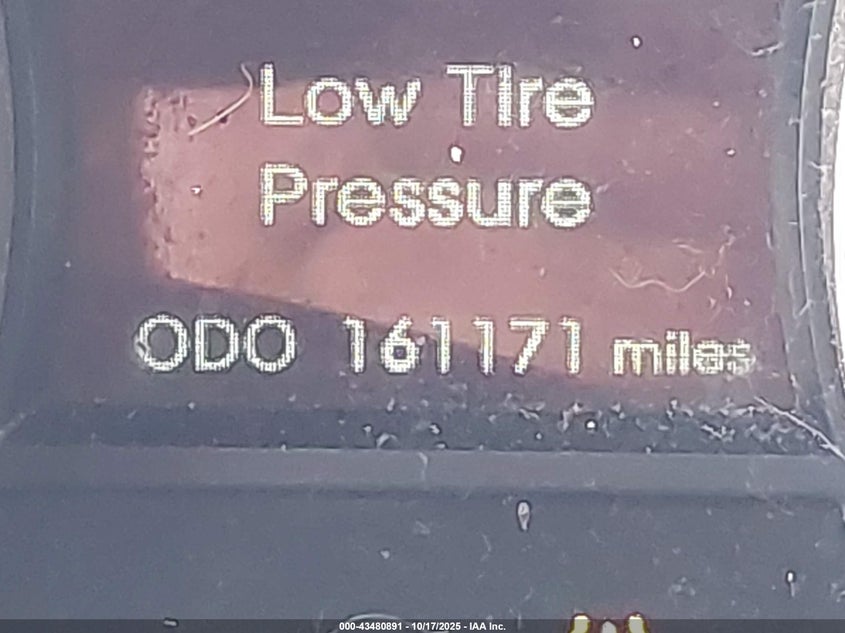 Low Tire
Pressure
ODO 161171 miles
000-43480891 - 10/17/2025 - IAA Inc.